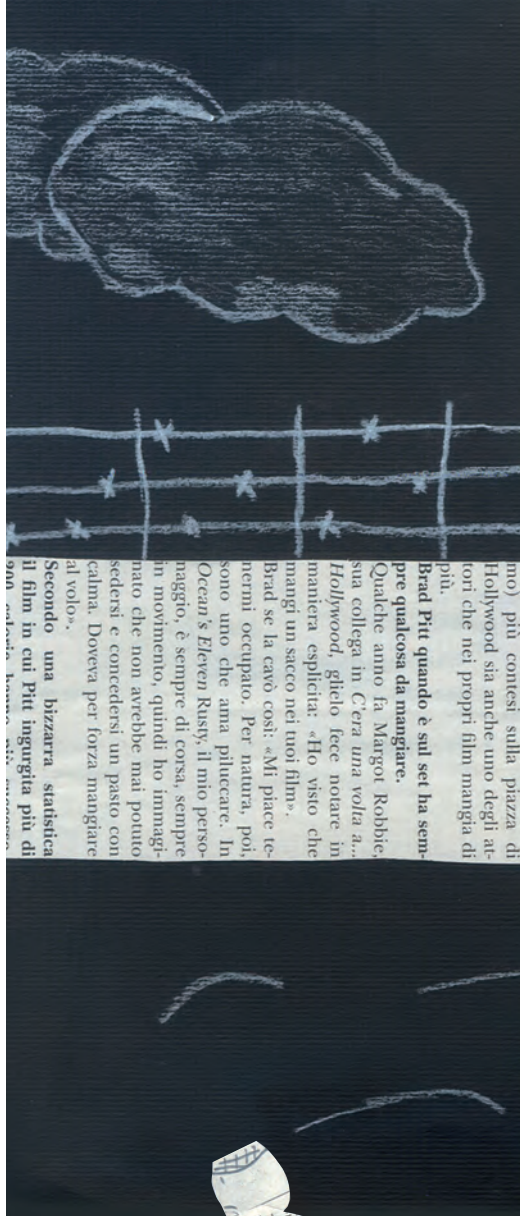 mo) più contesi sulla piazza di
Hollywood sia anche uno degli at-
tori che nei propri film mangia di
più.
Brad Pitt quando è sul set ha sem-
pre qualcosa da mangiare.
Qualche anno fa Margot Robbie,
sua collega in C'era una volta a...
Hollywood, glielo fece notare in
maniera esplicita: «Ho visto che
mangi un sacco nei tuoi film».
Brad se la cavò così: «Mi piace te-
nermi occupato. Per natura, poi,
sono uno che ama piluccare. In
Ocean's Eleven Rusty, il mio perso-
naggio, è sempre di corsa, sempre
in movimento, quindi ho immagi-
nato che non avrebbe mai potuto
sedersi e concedersi un pasto con
calma. Doveva per forza mangiare
al volo».
Secondo una bizzarra statistica
il film in cui Pitt ingurgita più di
200 calorie hanno più successo